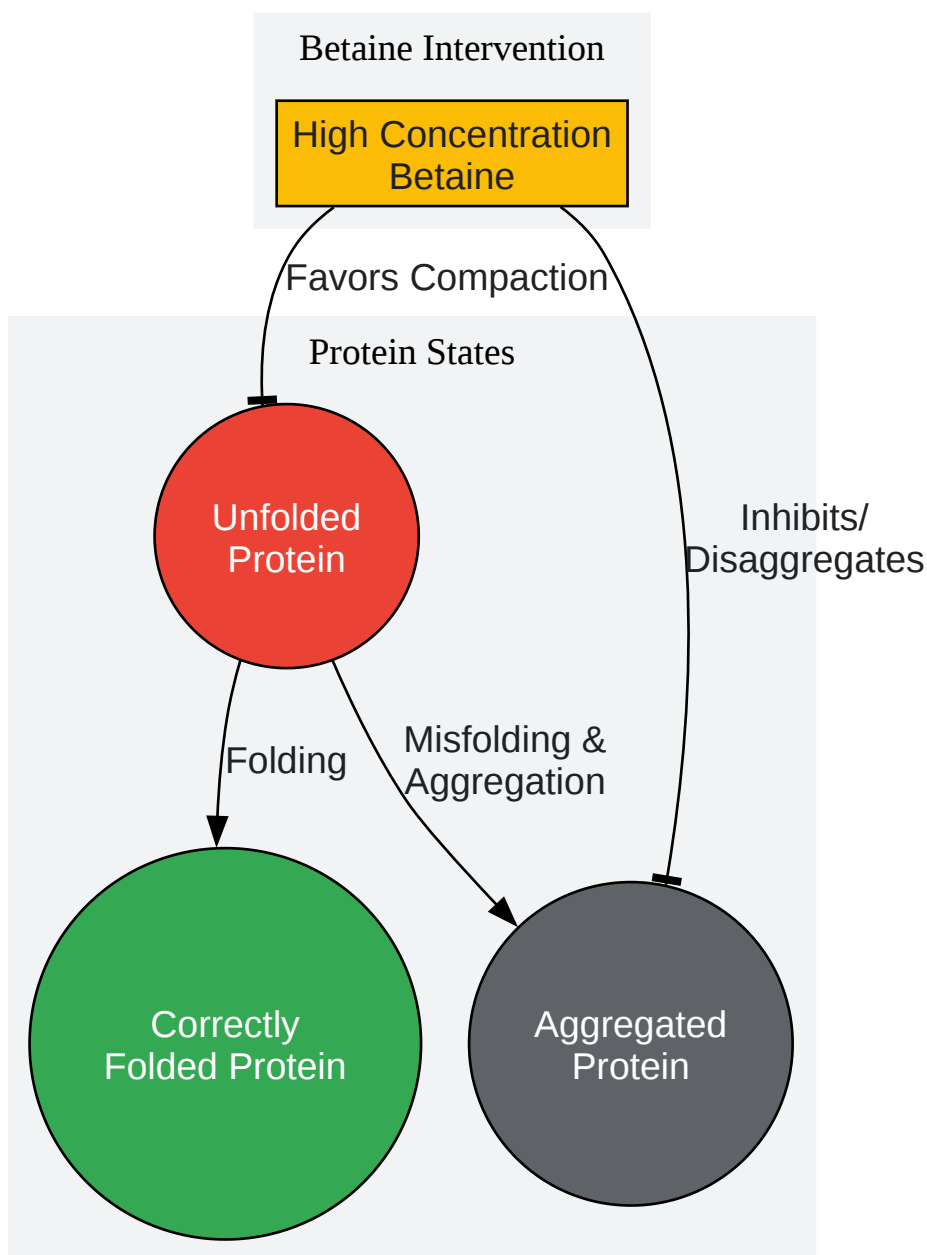 Betaine Intervention
High Concentration
Betaine
Favors Compaction
Protein States
Unfolded
Protein
Inhibits/
Disaggregates
Folding
Misfolding &
Aggregation
Correctly
Folded Protein
Aggregated
Protein